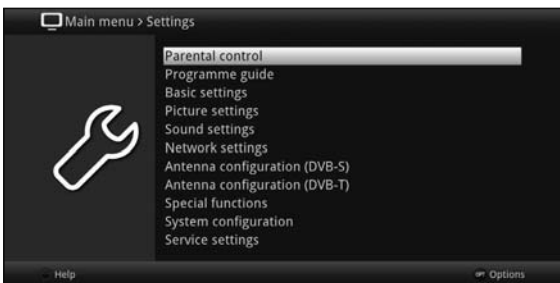 Main menu > Settings
Parental control
Programme guide
Basic settings
Picture settings
Sound settings
Network settings
Antenna configuration (DVB-S)
Antenna configuration (DVB-T)
Special functions
System configuration
Service settings
Help OPT Options